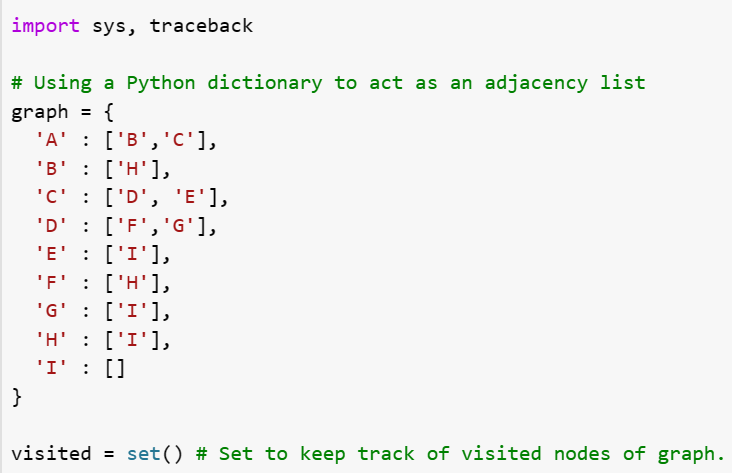 import sys, traceback
# Using a Python dictionary to act as an adjacency list
graph = {
  'A' : ['B','C'],
  'B' : ['H'],
  'C' : ['D', 'E'],
  'D' : ['F','G'],
  'E' : ['I'],
  'F' : ['H'],
  'G' : ['I'],
  'H' : ['I'],
  'I' : []
}
visited = set() # Set to keep track of visited nodes of graph.